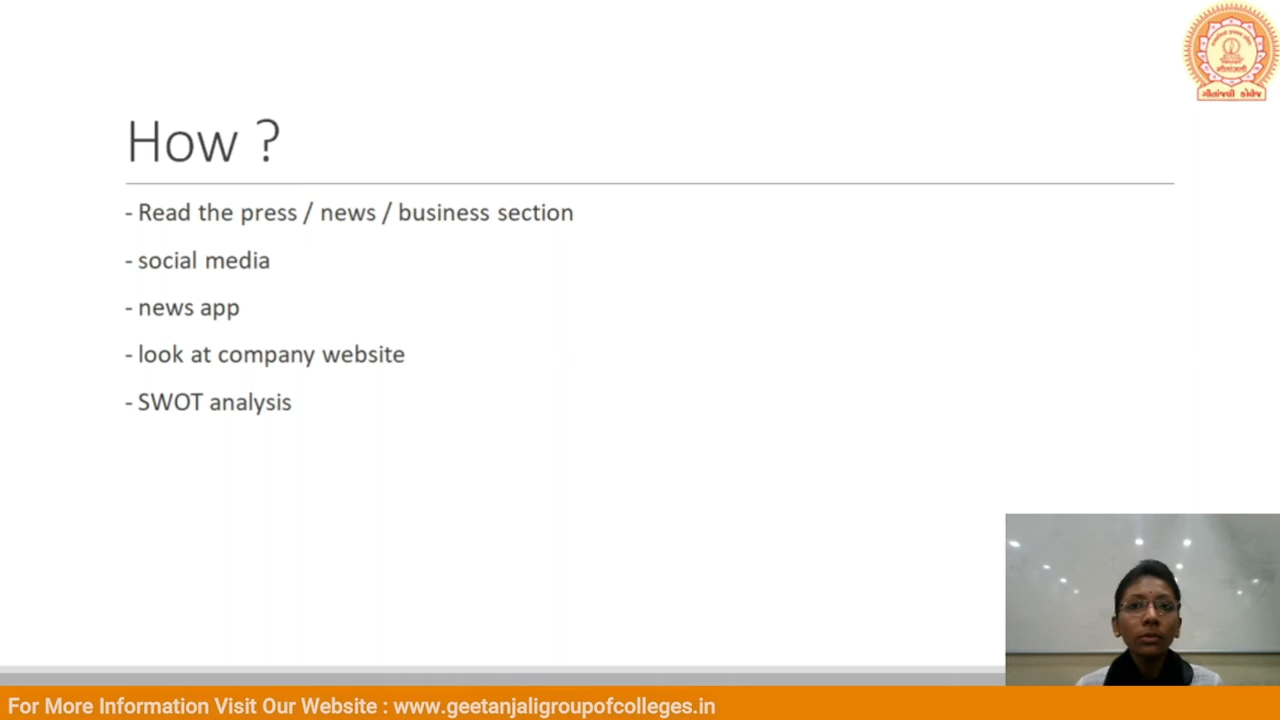 How ?
- Read the press / news / business section
- social media
- news app
- look at company website
- SWOT analysis
ગીતાંજલી કોલેજ
For More Information Visit Our Website : www.geetanjaligroupofcolleges.in